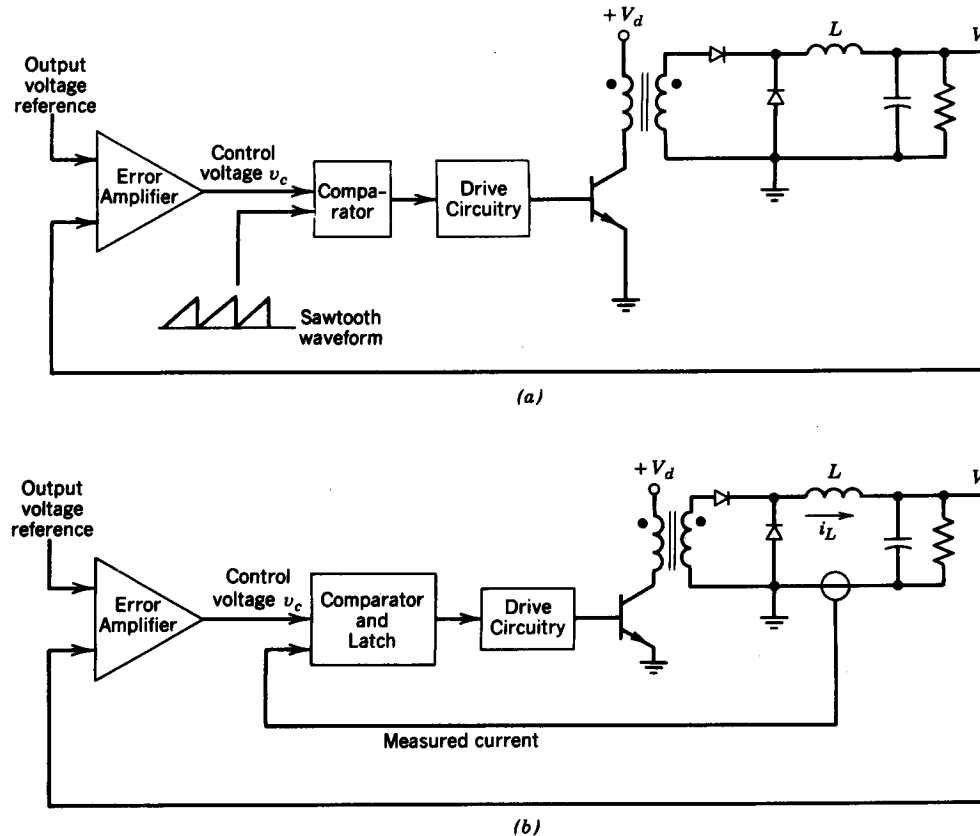 + V_d
L
V
Output
voltage
reference
Control
voltage v_c
Error
Amplifier
Compa-
rator
Drive
Circuitry
Sawtooth
waveform
(a)
+ V_d
L
V
Output
voltage
reference
i_L
Control
voltage v_c
Error
Amplifier
Comparator
and
Latch
Drive
Circuitry
Measured current
(b)